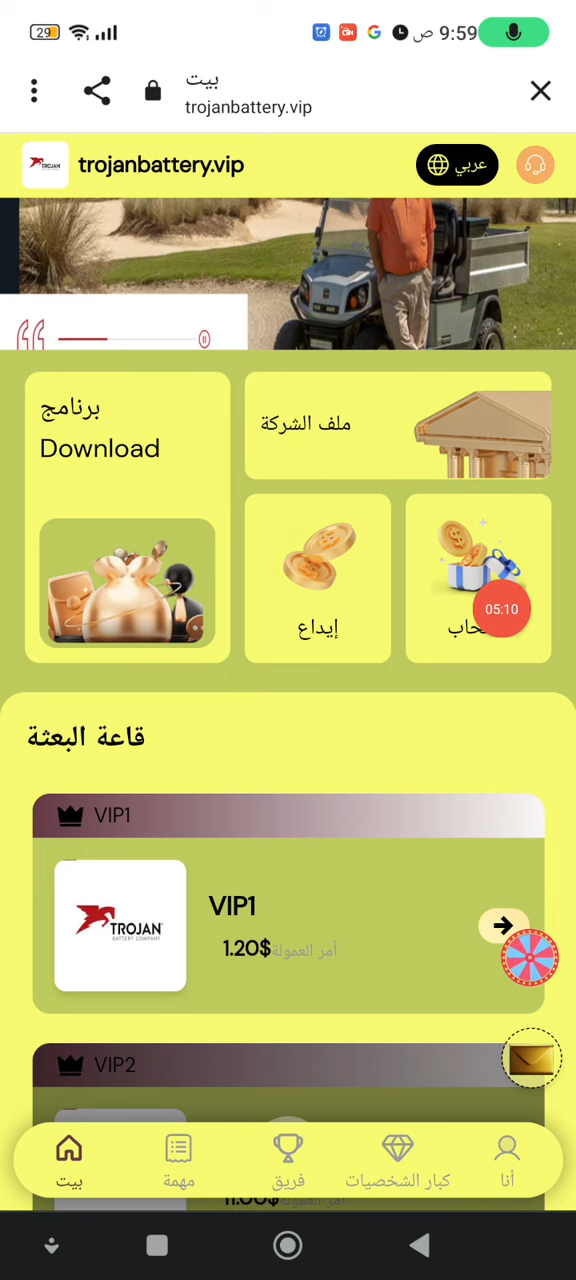 29
9:59 ص
بيت
trojanbattery.vip
TROJAN
trojanbattery.vip
عربي
برنامج
Download
ملف الشركة
إيداع
05:10
قاعة البعثة
VIP1
TROJAN
BATTERY COMPANY
VIP1
1.20$أمر العمولة
VIP2
بيت
مهمة
فريق
كبار الشخصيات
أنا